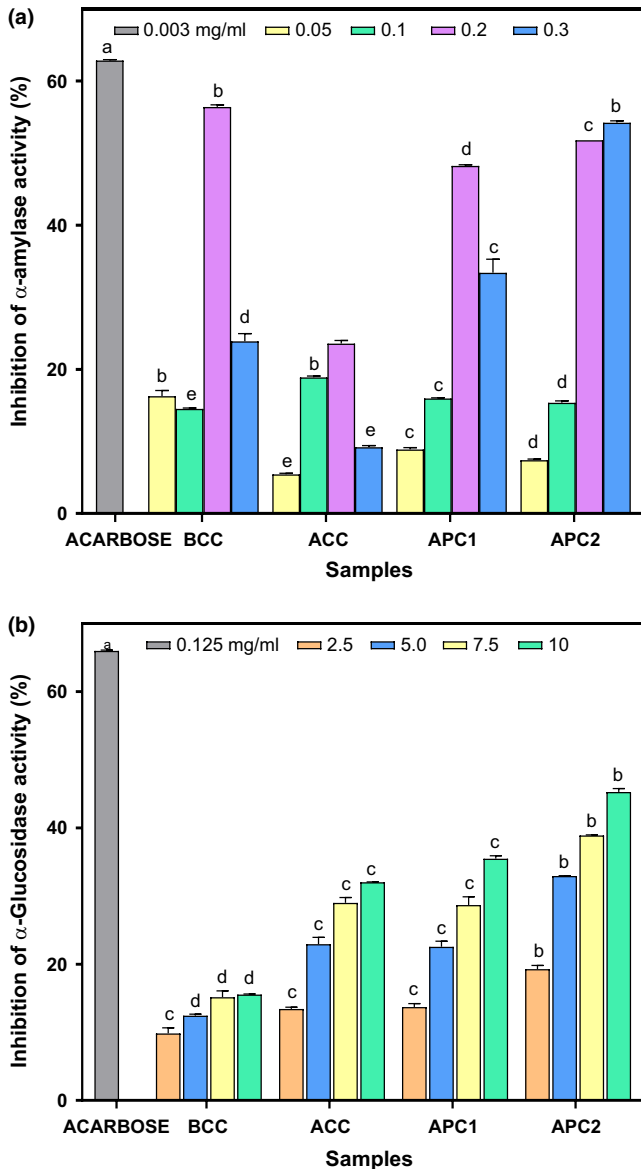 (a)
0.003 mg/ml 0.05 0.1 0.2 0.3
Inhibition of α-amylase activity (%)
60
40
20
0
a
b e b d
e b e
c c d c
d d c b
ACARBOSE BCC ACC APC1 APC2
Samples
(b)
0.125 mg/ml 2.5 5.0 7.5 10
Inhibition of α-Glucosidase activity (%)
60
40
20
0
a
c d d d
c c c c
c c c c
b b b b
ACARBOSE BCC ACC APC1 APC2
Samples